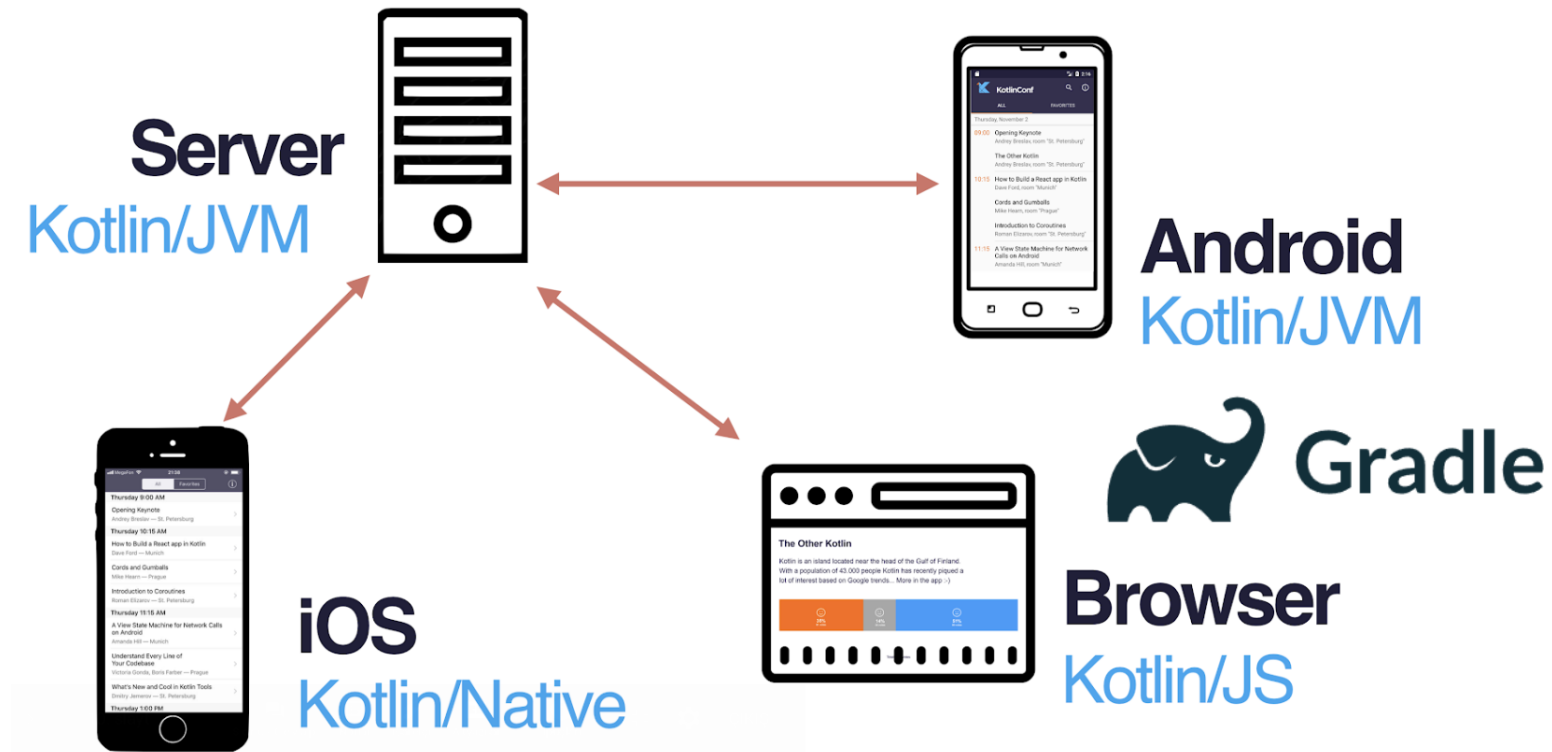 Server
Kotlin/JVM
3:16
KotlinConf
ALL FAVORITES
Thursday, November 2
09:00 Opening Keynote
Andrey Breslav, room "St. Petersburg"
The Other Kotlin
Andrey Breslav, room "St. Petersburg"
10:15 How to Build a React app in Kotlin
Dave Ford, room "Munich"
Cords and Gumballs
Mike Hearn, room "Prague"
Introduction to Coroutines
Roman Elizarov, room "St. Petersburg"
11:15 A View State Machine for Network
Calls on Android
Amanda Hill, room "Munich"
Android
Kotlin/JVM
Gradle
MegaFon
All Favorites
Thursday 9:00 AM
Opening Keynote
Andrey Breslav — St. Petersburg
Thursday 10:15 AM
How to Build a React app in Kotlin
Dave Ford — Munich
Cords and Gumballs
Mike Hearn — Prague
Introduction to Coroutines
Roman Elizarov — St. Petersburg
Thursday 11:15 AM
A View State Machine for Network Calls
on Android
Amanda Hill — Munich
Understand Every Line of
Your Codebase
Victoria Gonda, Boris Farber — Prague
What's New and Cool in Kotlin Tools
Dmitry Jemerov — St. Petersburg
Thursday 1:00 PM
iOS
Kotlin/Native
The Other Kotlin
Kotlin is an island located near the head of the Gulf of Finland.
With a population of 43.003 people Kotlin has recently piqued a
lot of interest based on Google trends... More in the app :-)
Browser
Kotlin/JS